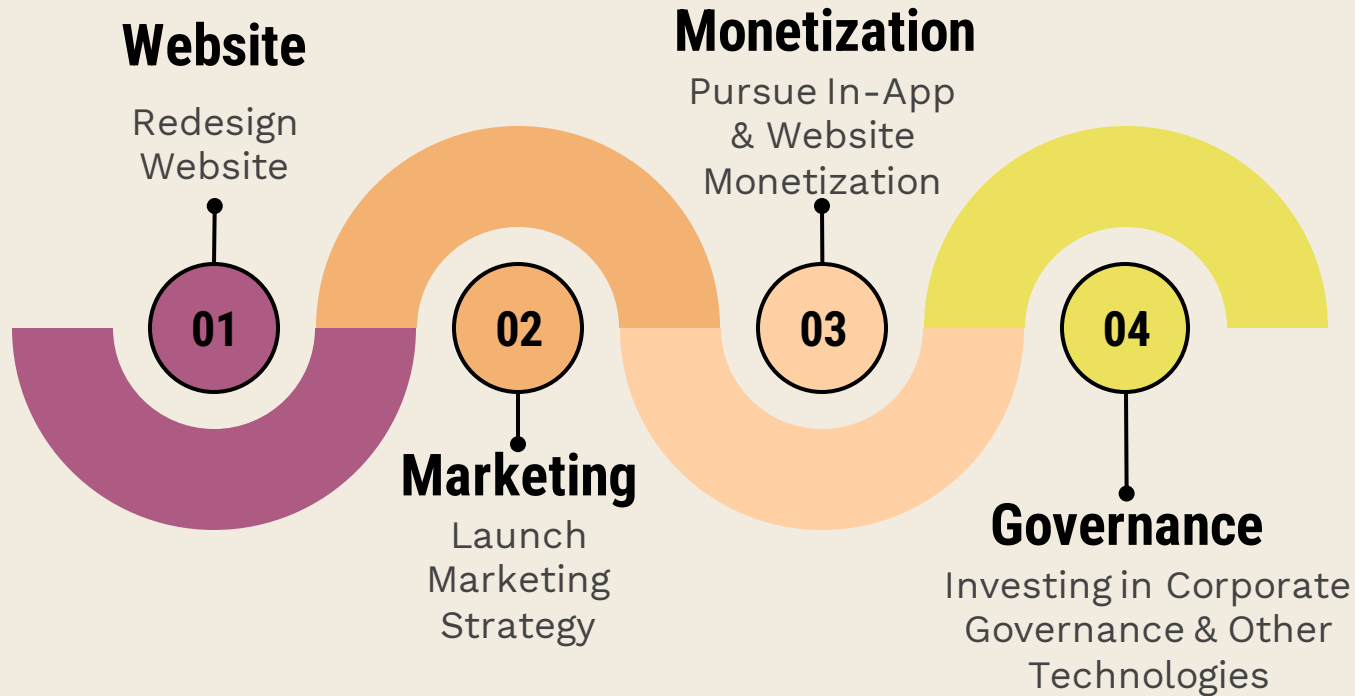 Website
Redesign
Website
01
02
Marketing
Launch
Marketing
Strategy
Monetization
Pursue In-App
& Website
Monetization
03
04
Governance
Investing in Corporate
Governance & Other
Technologies